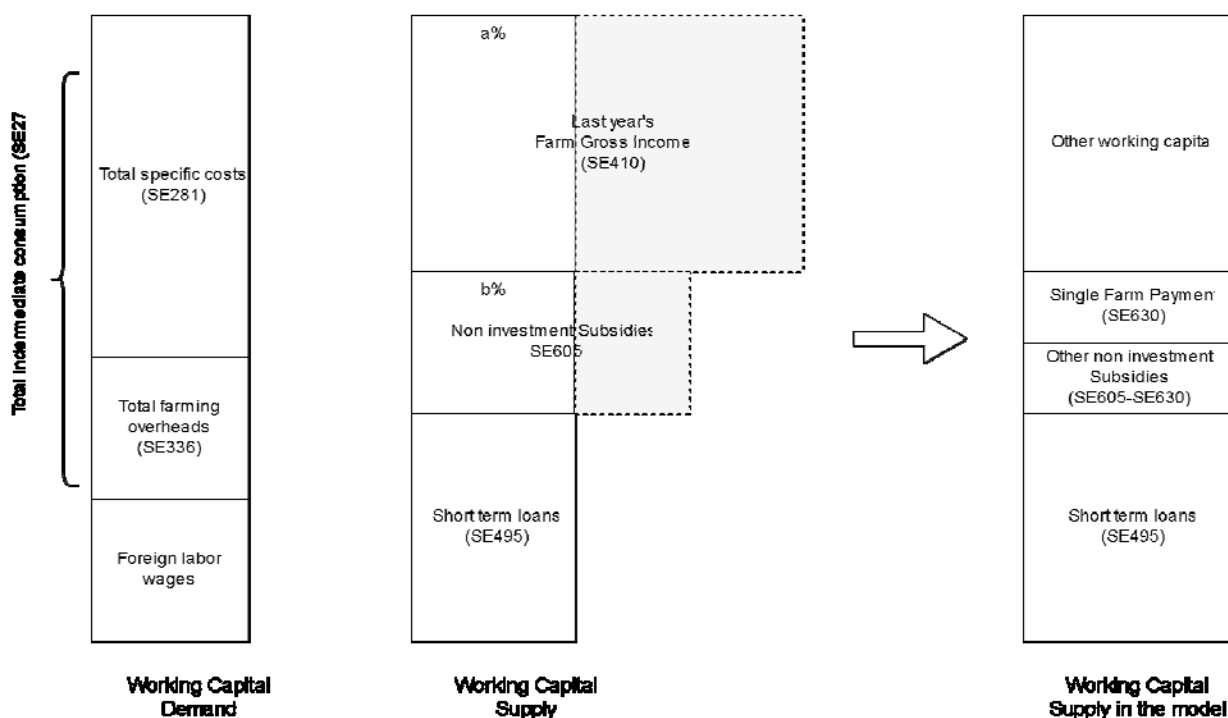 Total indermediate consumption (SE27
Total specific costs
(SE281)
Total farming
overheads
(SE336)
Foreign labor
wages
Working Capital
Demand
a%
Last year's
Farm Gross Income
(SE410)
b%
Non investment Subsidies
SE605
Short term loans
(SE495)
Working Capital
Supply
Other working capita
Single Farm Payment
(SE630)
Other non investment
Subsidies
(SE605-SE630)
Short term loans
(SE495)
Working Capital
Supply in the model